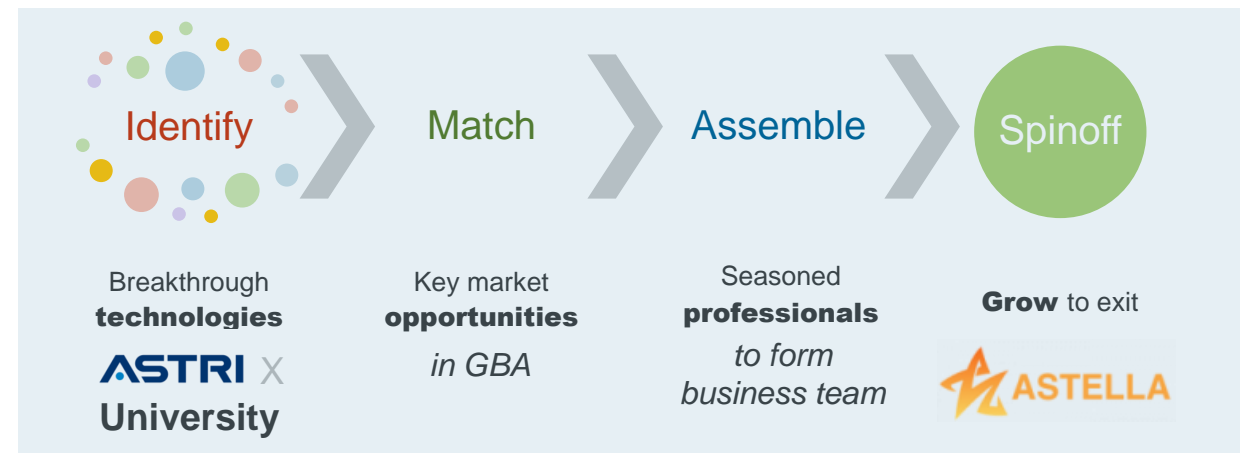 Identify
Match
Assemble
Spinoff
Breakthrough
technologies
ASTRI X
University
Key market
opportunities
in GBA
Seasoned
professionals
to form
business team
Grow to exit
ASTELLA